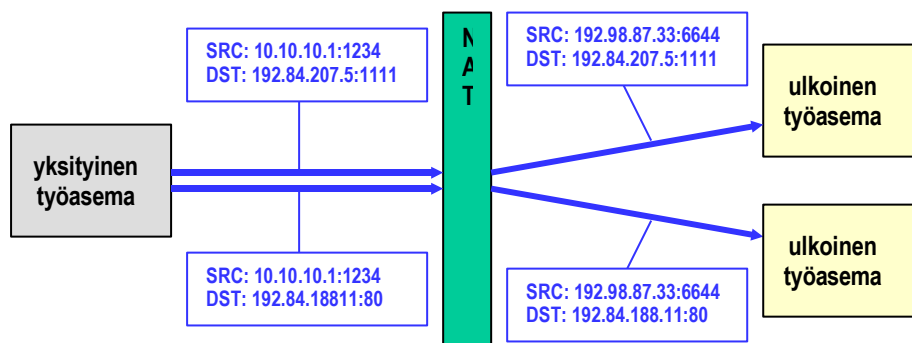 SRC: 10.10.10.1:1234
DST: 192.84.207.5:1111
N
A
T
SRC: 192.98.87.33:6644
DST: 192.84.207.5:1111
ulkoinen
työasema
yksityinen
työasema
ulkoinen
työasema
SRC: 10.10.10.1:1234
DST: 192.84.18811:80
SRC: 192.98.87.33:6644
DST: 192.84.188.11:80